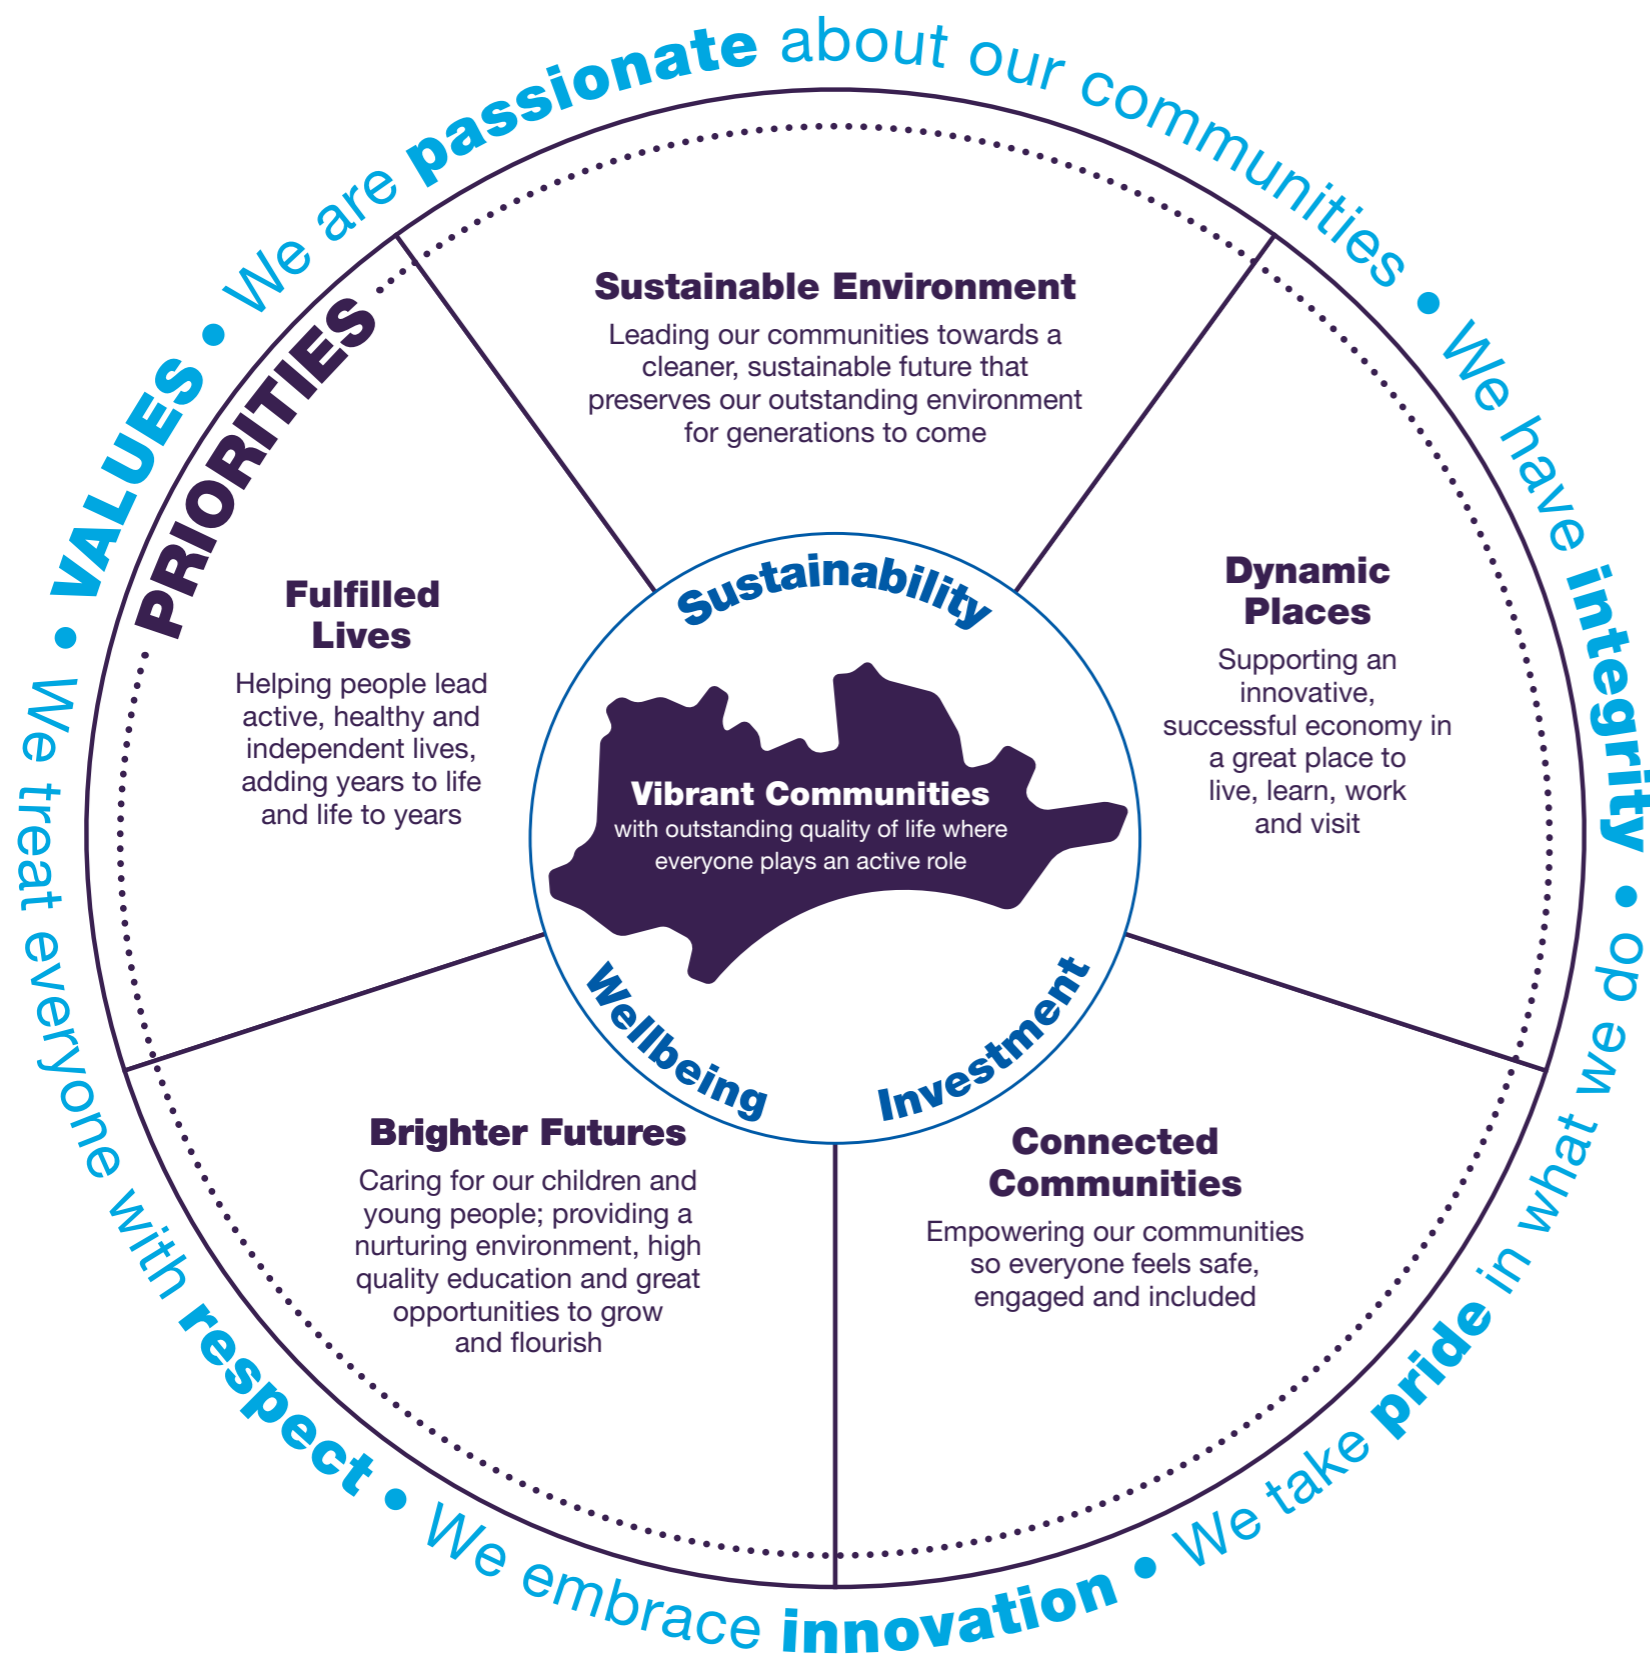 VALUES • We are passionate about our communities • We have integrity • We take pride in what we do • We embrace innovation • We treat everyone with respect •
PRIORITIES
Sustainable Environment
Leading our communities towards a
cleaner, sustainable future that
preserves our outstanding environment
for generations to come
Dynamic
Places
Supporting an
innovative,
successful economy in
a great place to
live, learn, work
and visit
Connected
Communities
Empowering our communities
so everyone feels safe,
engaged and included
Brighter Futures
Caring for our children and
young people; providing a
nurturing environment, high
quality education and great
opportunities to grow
and flourish
Fulfilled
Lives
Helping people lead
active, healthy and
independent lives,
adding years to life
and life to years
Sustainability
Investment
Wellbeing
Vibrant Communities
with outstanding quality of life where
everyone plays an active role